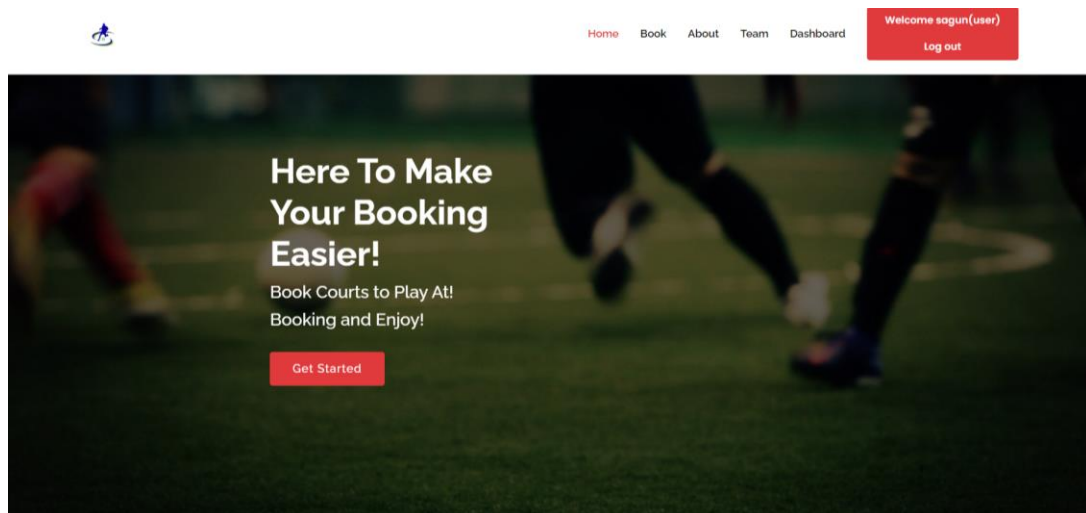 Home Book About Team Dashboard
Welcome sagun(user)
Log out
Here To Make
Your Booking
Easier!
Book Courts to Play At!
Booking and Enjoy!
Get Started